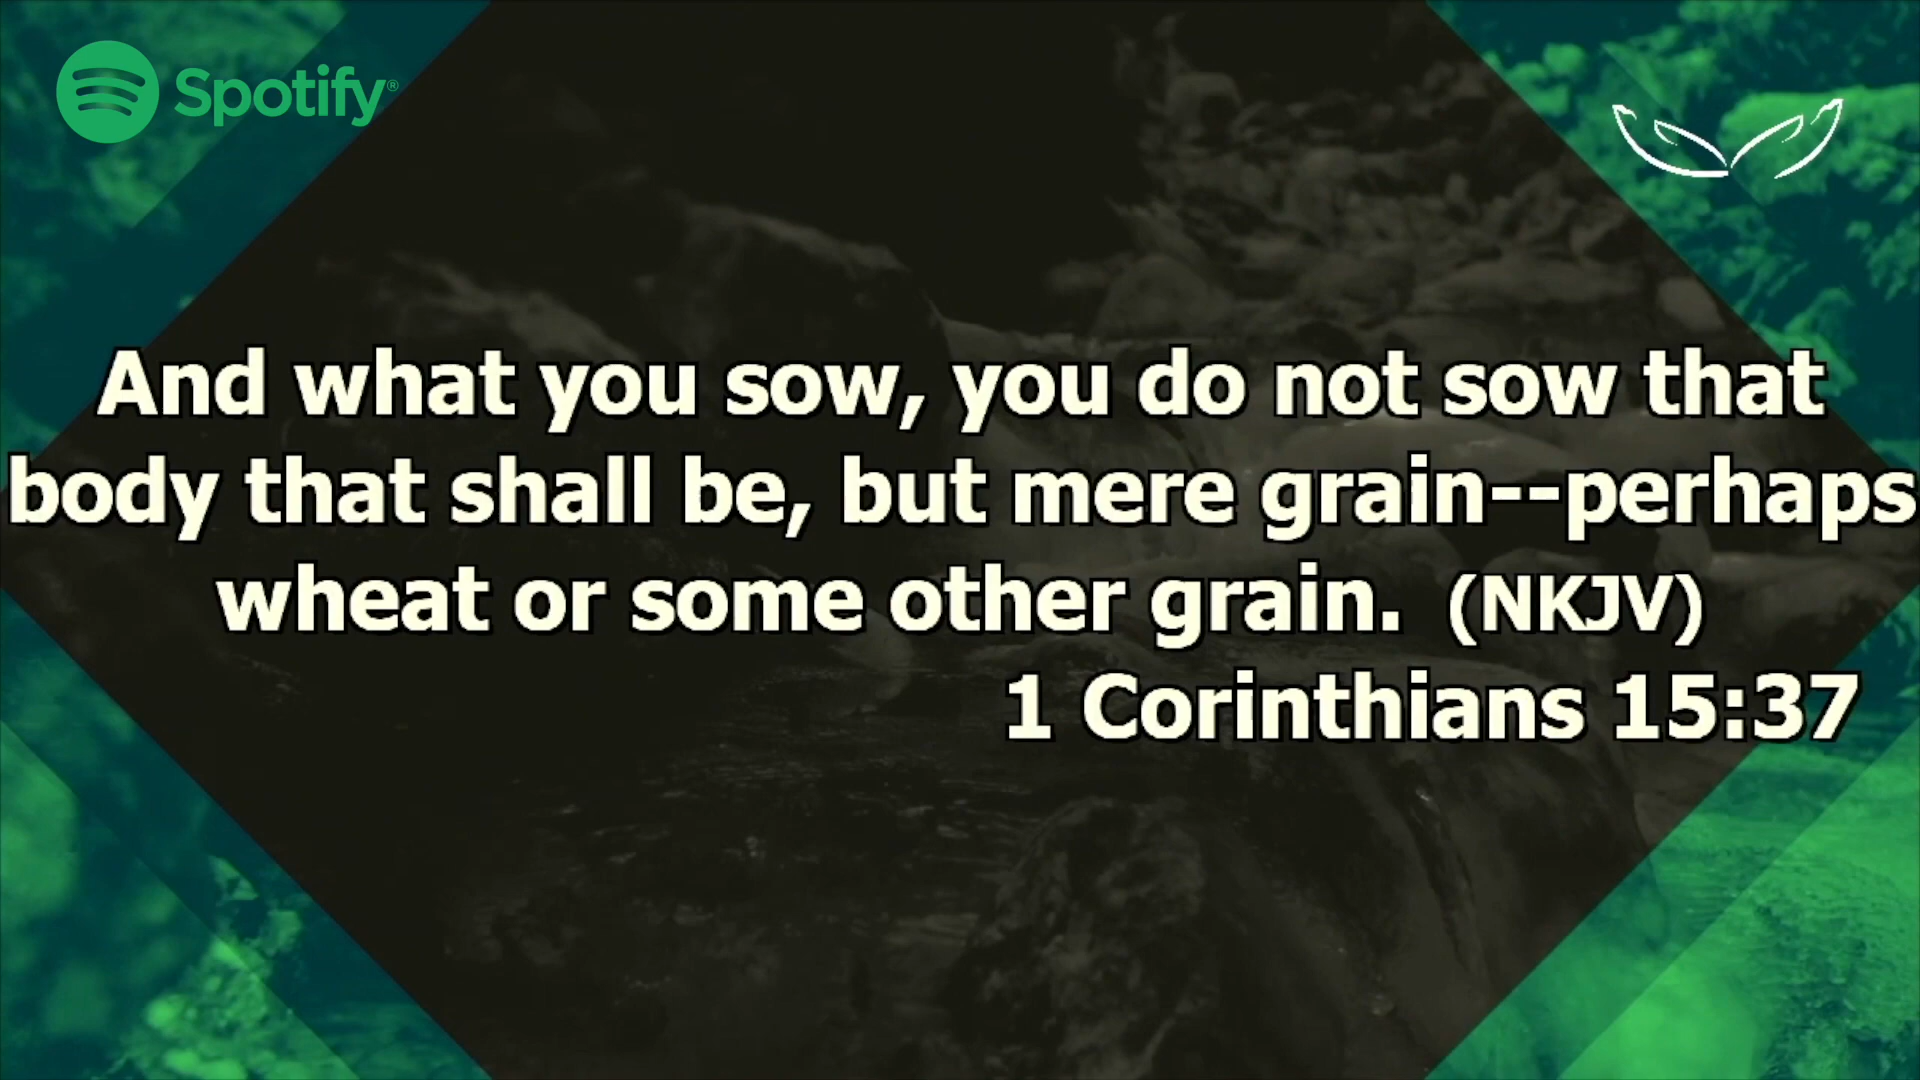 Spotify®
And what you sow, you do not sow that
body that shall be, but mere grain--perhaps
wheat or some other grain. (NKJV)
1 Corinthians 15:37